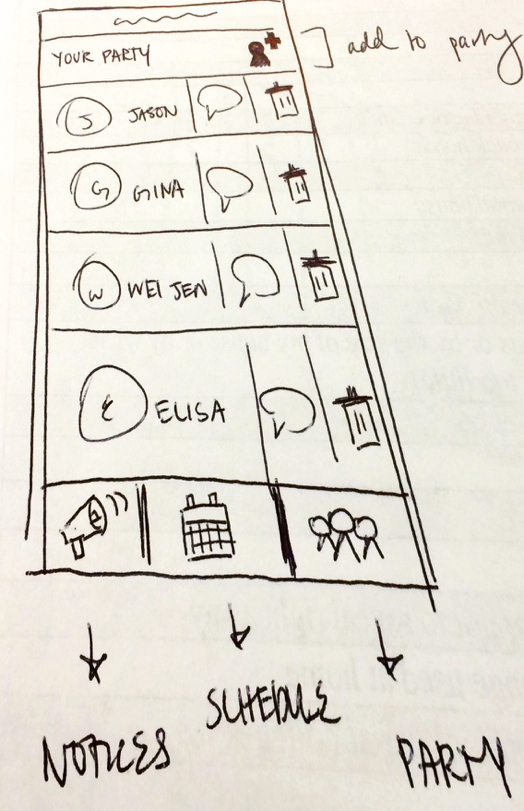 YOUR PARTY
add to party
J JASON
G GINA
W WEI JEN
E ELISA
NOTICES
SCHEDULE
PARTY